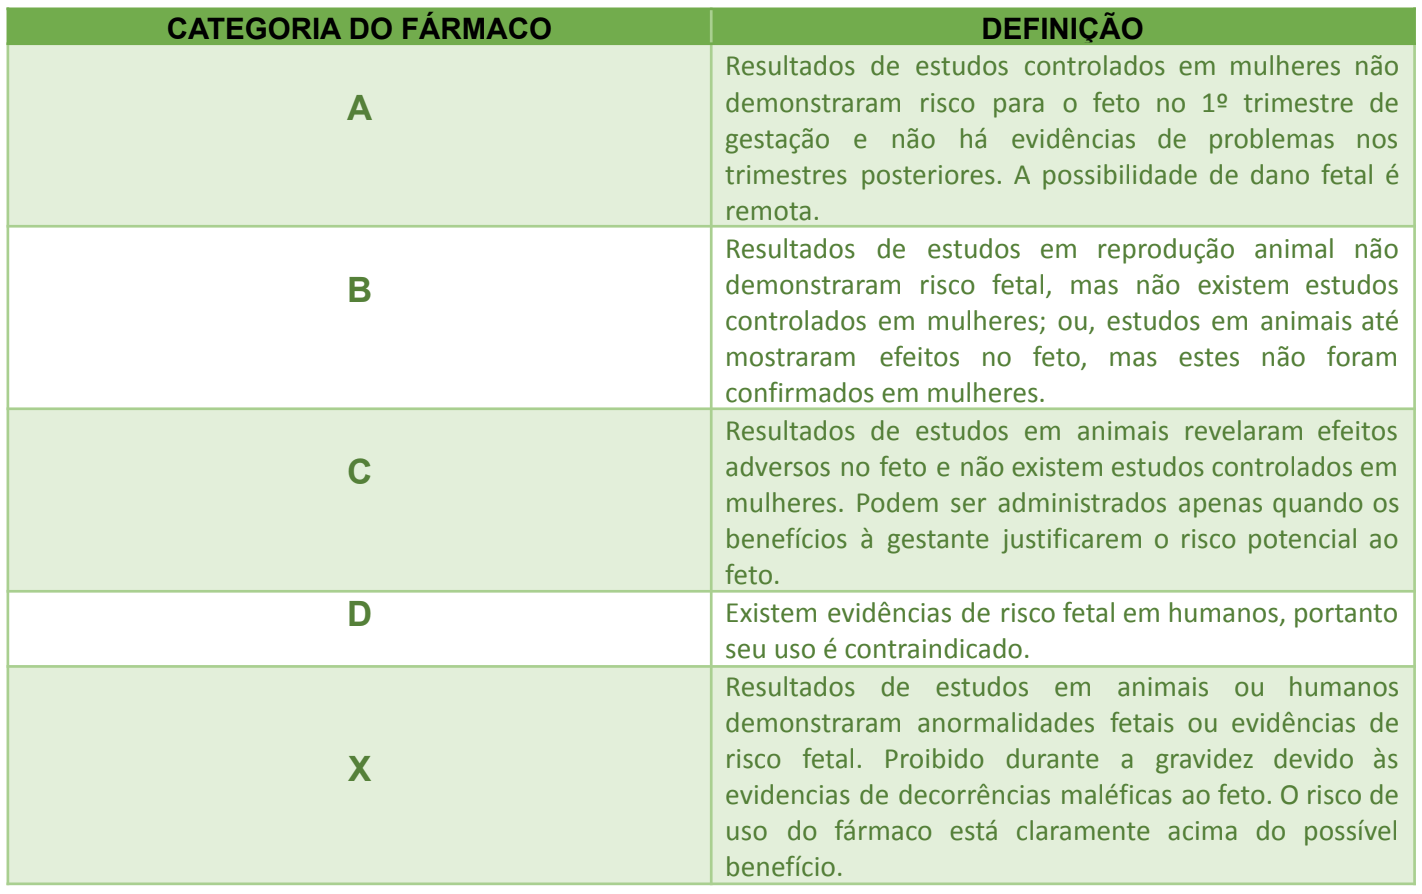 CATEGORIA DO FÁRMACO
DEFINIÇÃO
A
Resultados de estudos controlados em mulheres não
demonstraram risco para o feto no 1º trimestre de
gestação e não há evidências de problemas nos
trimestres posteriores. A possibilidade de dano fetal é
remota.
B
Resultados de estudos em reprodução animal não
demonstraram risco fetal, mas não existem estudos
controlados em mulheres; ou, estudos em animais até
mostraram efeitos no feto, mas estes não foram
confirmados em mulheres.
C
Resultados de estudos em animais revelaram efeitos
adversos no feto e não existem estudos controlados em
mulheres. Podem ser administrados apenas quando os
benefícios à gestante justificarem o risco potencial ao
feto.
D
Existem evidências de risco fetal em humanos, portanto
seu uso é contraindicado.
X
Resultados de estudos em animais ou humanos
demonstraram anormalidades fetais ou evidências de
risco fetal. Proibido durante a gravidez devido às
evidencias de decorrências maléficas ao feto. O risco de
uso do fármaco está claramente acima do possível
benefício.